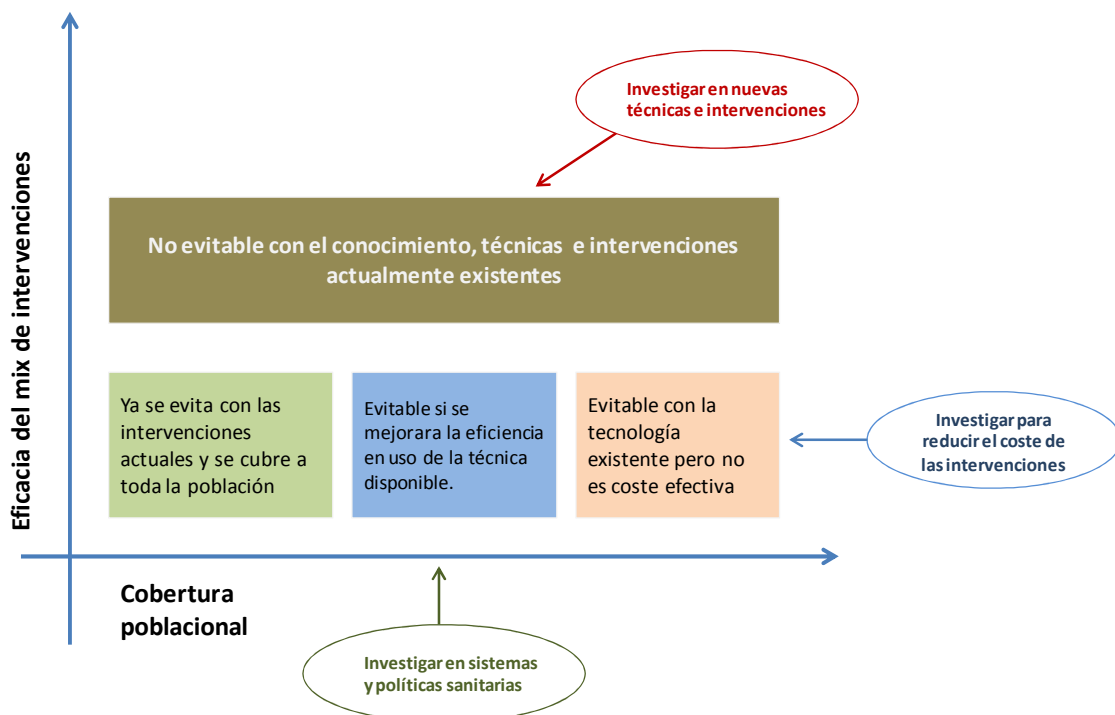 Investigar en nuevas
técnicas e intervenciones
Eficacia del mix de intervenciones
No evitable con el conocimiento, técnicas e intervenciones
actualmente existentes
Ya se evita con las
intervenciones
actuales y se cubre a
toda la población
Evitable si se
mejorara la eficiencia
en uso de la técnica
disponible.
Evitable con la
tecnología
existente pero no
es coste efectiva
Investigar para
reducir el coste de
las intervenciones
Cobertura
poblacional
Investigar en sistemas
y políticas sanitarias